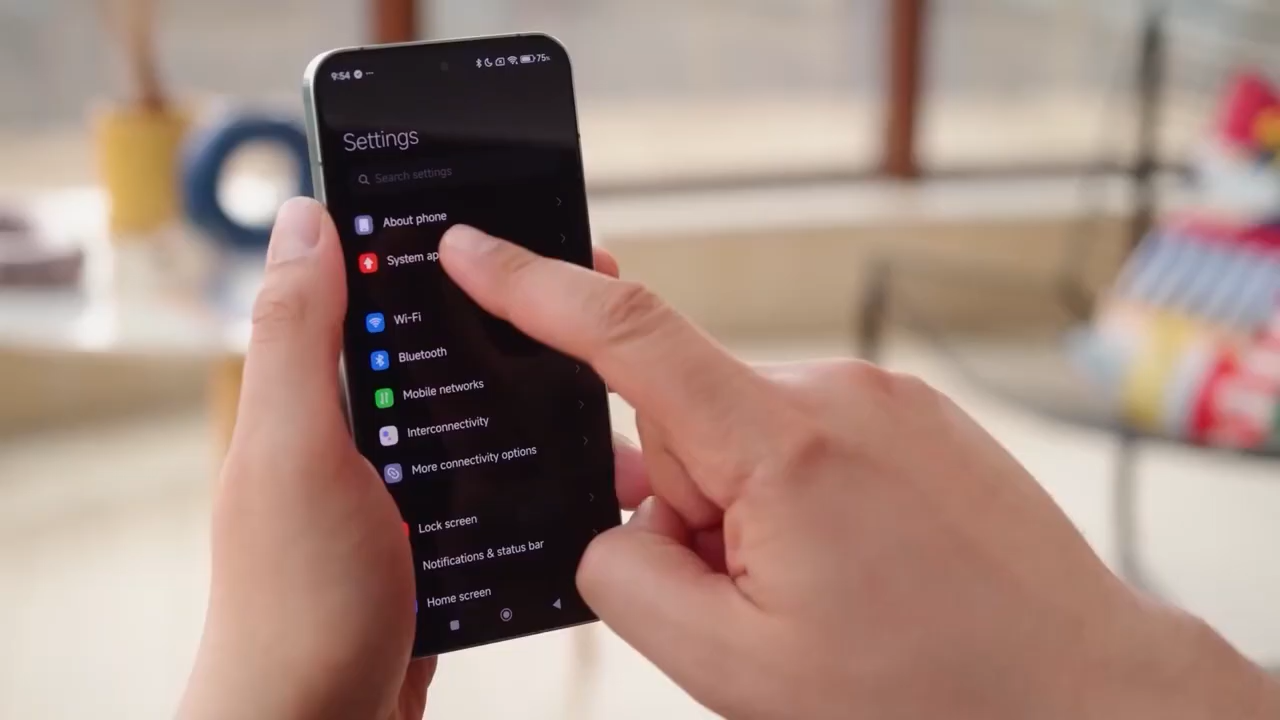 9:54
75%
Settings
Search settings
About phone
System ap
Wi-Fi
Bluetooth
Mobile networks
Interconnectivity
More connectivity options
Lock screen
Notifications & status bar
Home screen